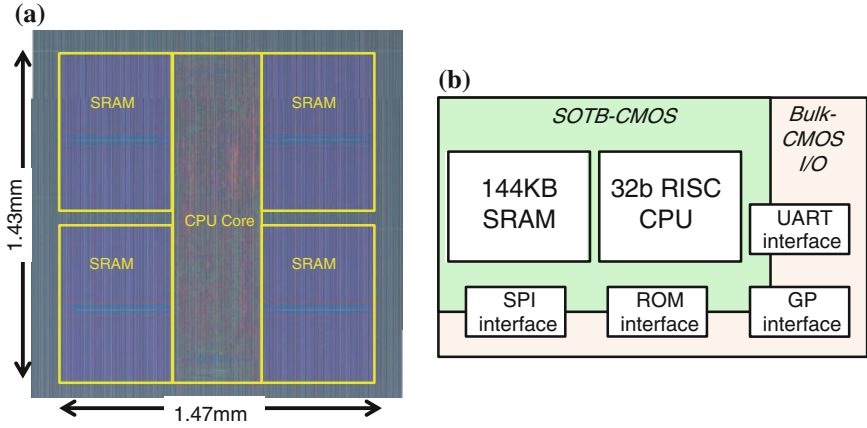 (a)
SRAM
SRAM
CPU Core
SRAM
SRAM
1.43mm
1.47mm
(b)
SOTB-CMOS
Bulk-
CMOS
I/O
144KB
SRAM
32b RISC
CPU
UART
interface
SPI
interface
ROM
interface
GP
interface